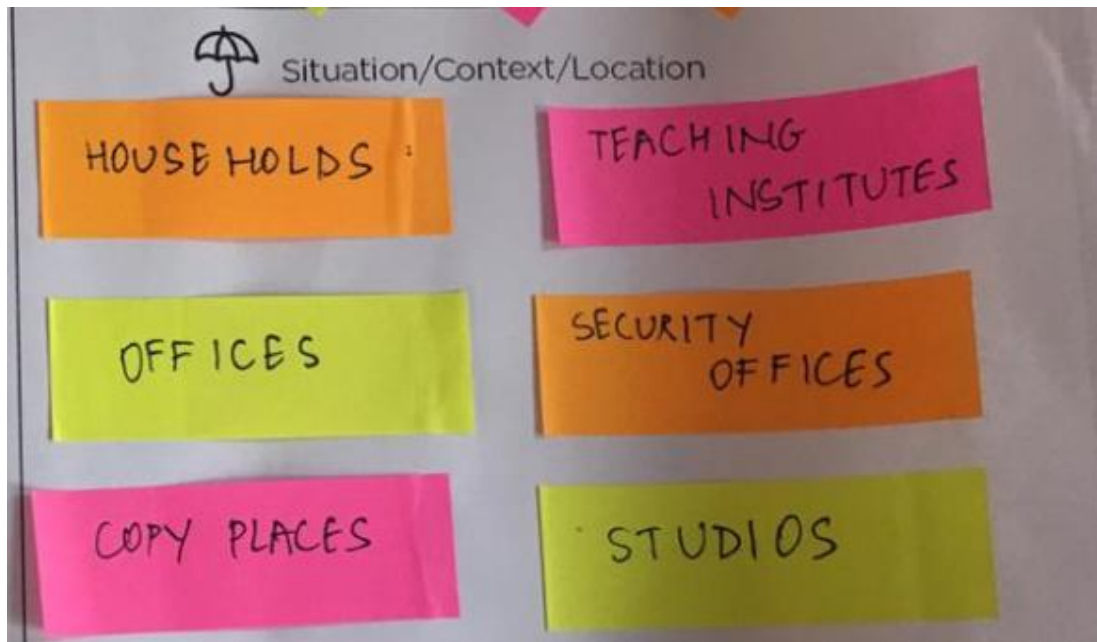 Situation/Context/Location
HOUSEHOLDS
TEACHING
INSTITUTES
OFFICES
SECURITY
OFFICES
COPY PLACES
STUDIOS